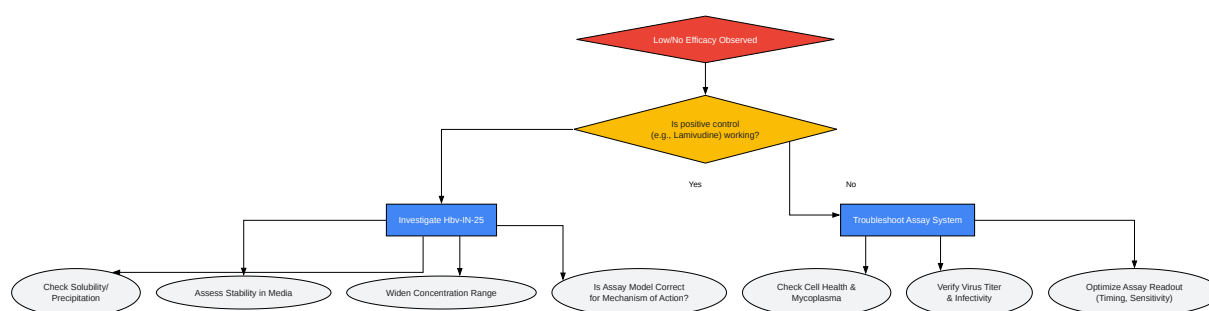 Low/No Efficacy Observed
Is positive control
(e.g., Lamivudine) working?
Yes
No
Investigate Hbv-IN-25
Troubleshoot Assay System
Check Solubility/
Precipitation
Assess Stability in Media
Widen Concentration Range
Is Assay Model Correct
for Mechanism of Action?
Check Cell Health &
Mycoplasma
Verify Virus Titer
& Infectivity
Optimize Assay Readout
(Timing, Sensitivity)